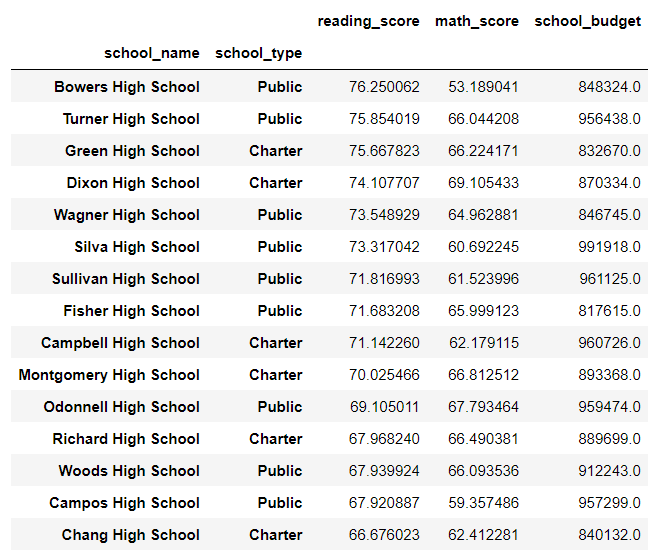 reading_score math_score school_budget
school_name school_type
Bowers High School Public 76.250062 53.189041 848324.0
Turner High School Public 75.854019 66.044208 956438.0
Green High School Charter 75.667823 66.224171 832670.0
Dixon High School Charter 74.107707 69.105433 870334.0
Wagner High School Public 73.548929 64.962881 846745.0
Silva High School Public 73.317042 60.692245 991918.0
Sullivan High School Public 71.816993 61.523996 961125.0
Fisher High School Public 71.683208 65.999123 817615.0
Campbell High School Charter 71.142260 62.179115 960726.0
Montgomery High School Charter 70.025466 66.812512 893368.0
Odonnell High School Public 69.105011 67.793464 959474.0
Richard High School Charter 67.968240 66.490381 889699.0
Woods High School Public 67.939924 66.093536 912243.0
Campos High School Public 67.920887 59.357486 957299.0
Chang High School Charter 66.676023 62.412281 840132.0